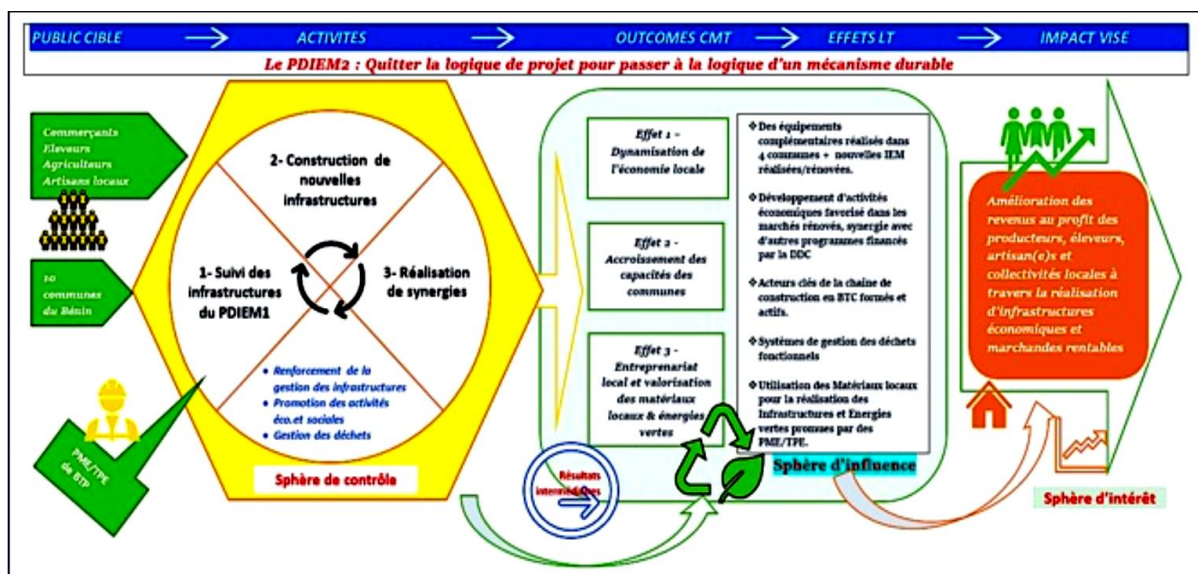 PUBLIC CIBLE
ACTIVITES
OUTCOMES CMT
EFFETS LT
IMPACT VISE
Le PDIEM2 : Quitter la logique de projet pour passer à la logique d'un mécanisme durable
Commerçants
Eleveurs
Agriculteurs
Artisans locaux
10
communes
du Bénin
PME/TPE
de BTP
2- Construction de
nouvelles
infrastructures
1- Suivi des
infrastructures
du PDIEM1
3- Réalisation
de synergies
• Renforcement de la
gestion des infrastructures
• Promotion des activités
éco.et sociales
• Gestion des déchets
Sphère de contrôle
Effet 1 –
Dynamisation de
l'économie locale
Effet 2 -
Accroissement des
capacités des
communes
Effet 3 -
Entreprenariat
local et valorisation
des matériaux
locaux & énergies
vertes
Résultats
intermédiaires
❖Des équipements
complémentaires réalisés dans
4 communes + nouvelles IEM
réalisées/rénovées.
❖Développement d'activités
économiques favorisé dans les
marchés rénovés, synergie avec
d'autres programmes financés
par la DDC
❖Acteurs clés de la chaine de
construction en BTC formés et
actifs.
❖Systèmes de gestion des déchets
fonctionnels
❖Utilisation des Matériaux locaux
pour la réalisation des
Infrastructures et Energies
vertes promues par des
PME/TPE.
Sphère d'influence
Amélioration des
revenus au profit des
producteurs, éleveurs,
artisan(e)s et
collectivités locales à
travers la réalisation
d'infrastructures
économiques et
marchandes rentables
Sphère d'intérêt